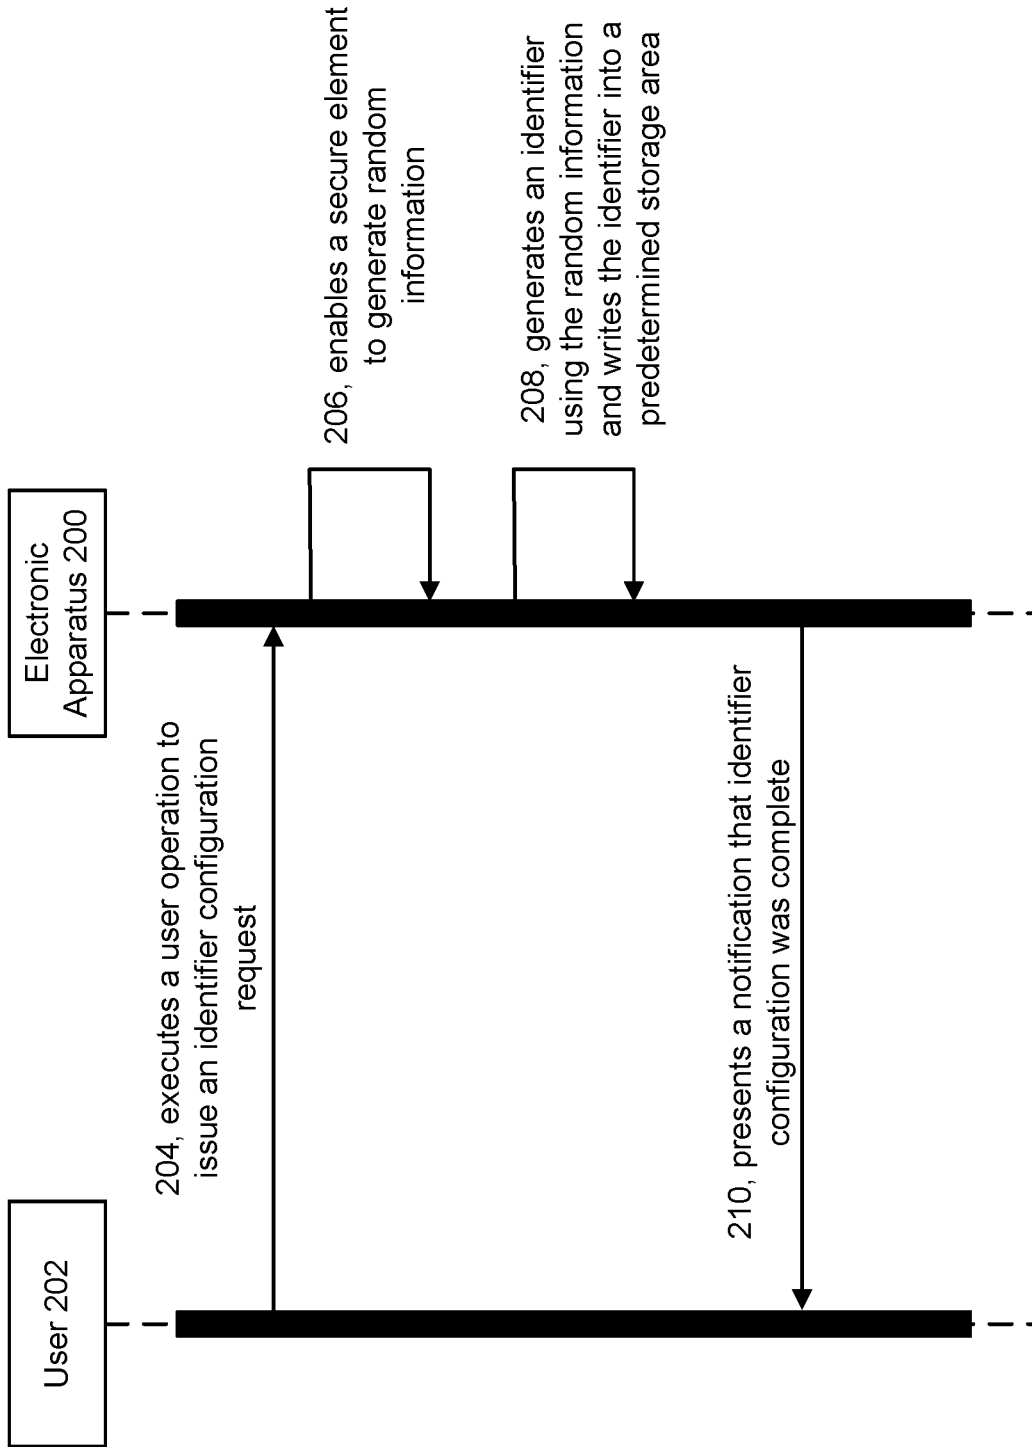 User 202
Electronic
Apparatus 200
204, executes a user operation to
issue an identifier configuration
request
206, enables a secure element
to generate random
information
208, generates an identifier
using the random information
and writes the identifier into a
predetermined storage area
210, presents a notification that identifier
configuration was complete